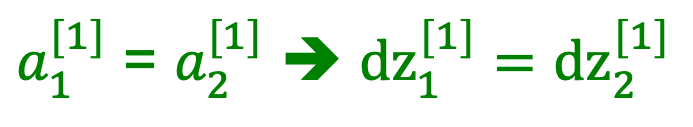 a₁^[1] = a₂^[1] ➔ dz₁^[1] = dz₂^[1]